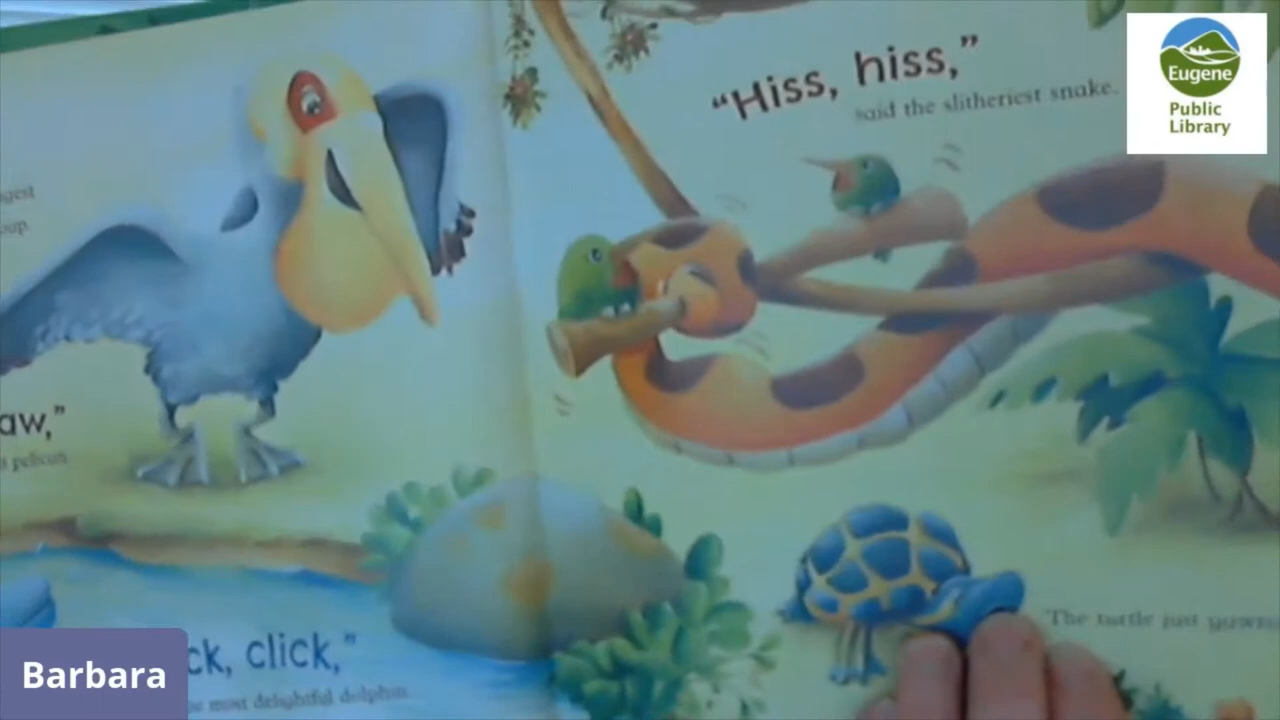 aw,"
pelican
ck, click,"
most delightful dolphin.
"Hiss, hiss,"
said the slitheriest snake.
The turtle just yawns
Eugene
Public
Library
Barbara